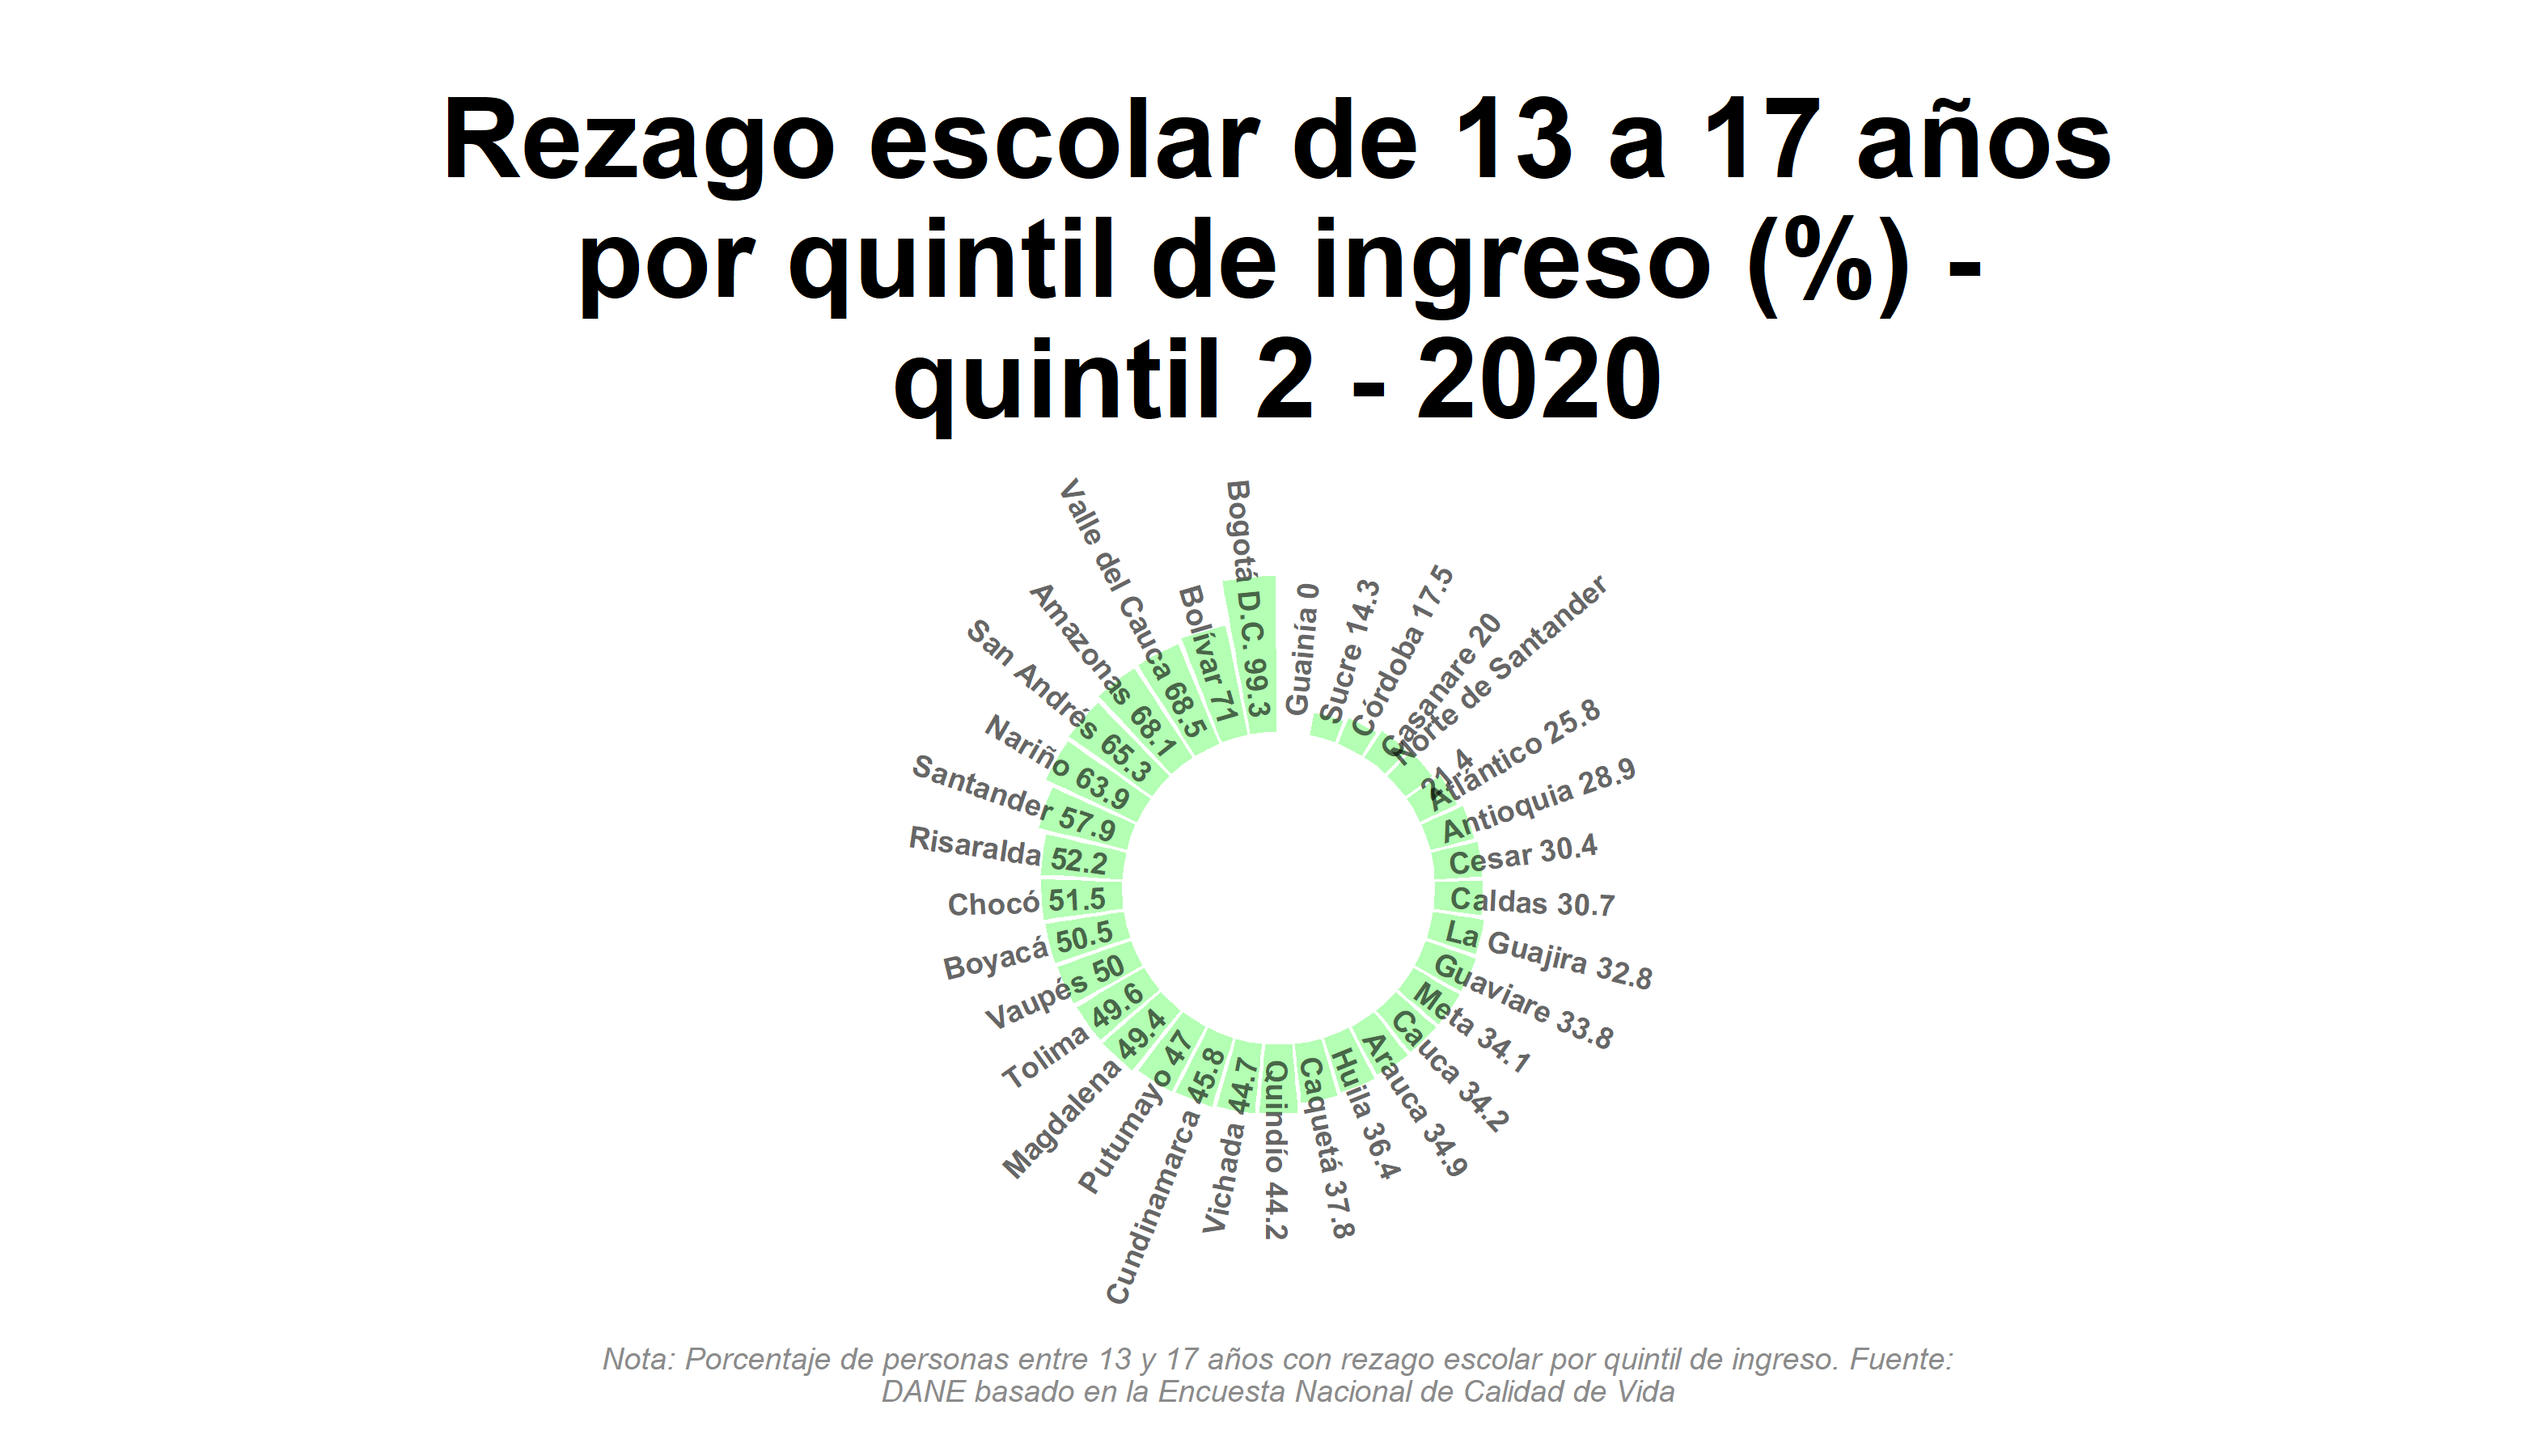 Rezago escolar de 13 a 17 años
por quintil de ingreso (%) -
quintil 2 - 2020
Guainía 0
Sucre 14.3
Córdoba 17.5
Casanare 20
Norte de Santander
21.4
Atlántico 25.8
Antioquia 28.9
Cesar 30.4
Caldas 30.7
La Guajira 32.8
Guaviare 33.8
Meta 34.1
Cauca 34.2
Arauca 34.9
Huila 36.4
Caquetá 37.8
Quindío 44.2
Vichada 44.7
Cundinamarca 45.8
Putumayo 47
Magdalena 49.4
Tolima 49.6
Vaupés 50
Boyacá 50.5
Chocó 51.5
Risaralda 52.2
Santander 57.9
Nariño 63.9
San Andrés 65.3
Amazonas 68.1
Valle del Cauca 68.5
Bolívar 71
Bogotá D.C. 99.3
Nota: Porcentaje de personas entre 13 y 17 años con rezago escolar por quintil de ingreso. Fuente:
DANE basado en la Encuesta Nacional de Calidad de Vida